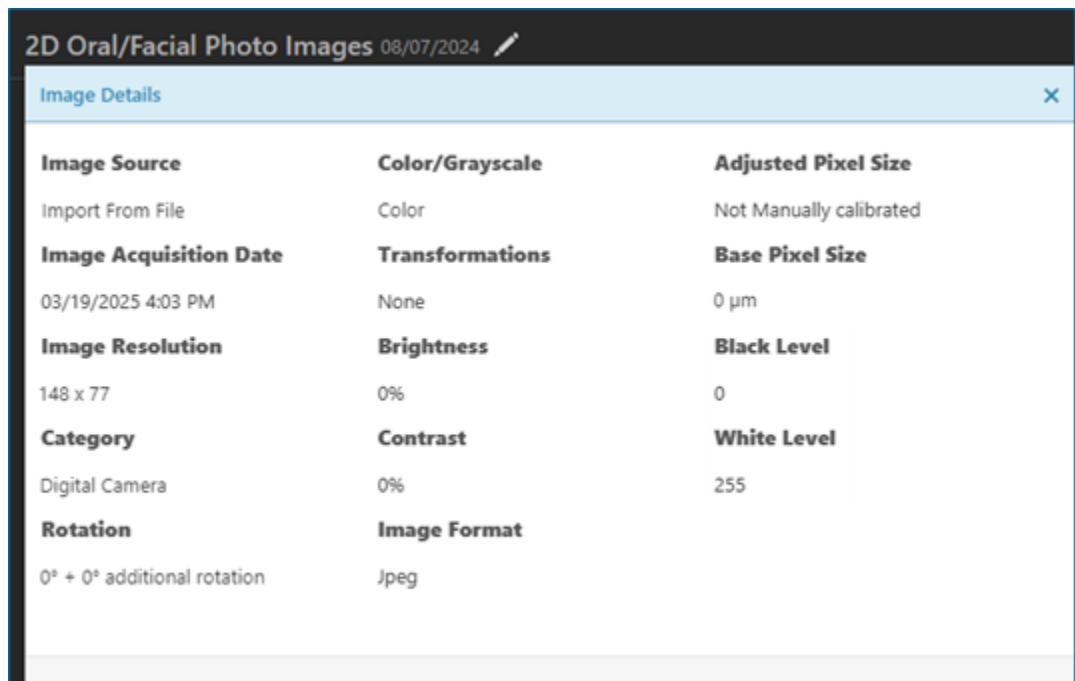 2D Oral/Facial Photo Images 08/07/2024
Image Details
Image Source Color/Grayscale Adjusted Pixel Size
Import From File Color Not Manually calibrated
Image Acquisition Date Transformations Base Pixel Size
03/19/2025 4:03 PM None 0 µm
Image Resolution Brightness Black Level
148 x 77 0% 0
Category Contrast White Level
Digital Camera 0% 255
Rotation Image Format
0° + 0° additional rotation Jpeg